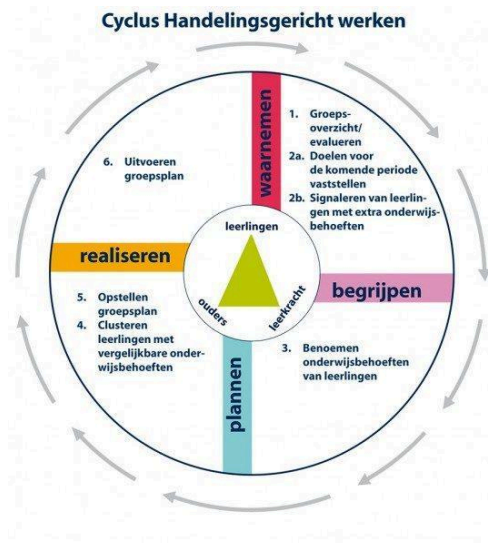 Cyclus Handelingsgericht werken
waarnemen
1. Groeps-
overzicht/
evalueren
2a. Doelen voor
de komende periode
vaststellen
2b. Signaleren van leerlin-
gen met extra onderwijs-
behoeften
begrijpen
3. Benoemen
onderwijsbehoeften
van leerlingen
plannen
5. Opstellen
groepsplan
4. Clusteren
leerlingen met
vergelijkbare onder-
wijsbehoeften
realiseren
6. Uitvoeren
groepsplan
leerlingen
ouders
leerkracht